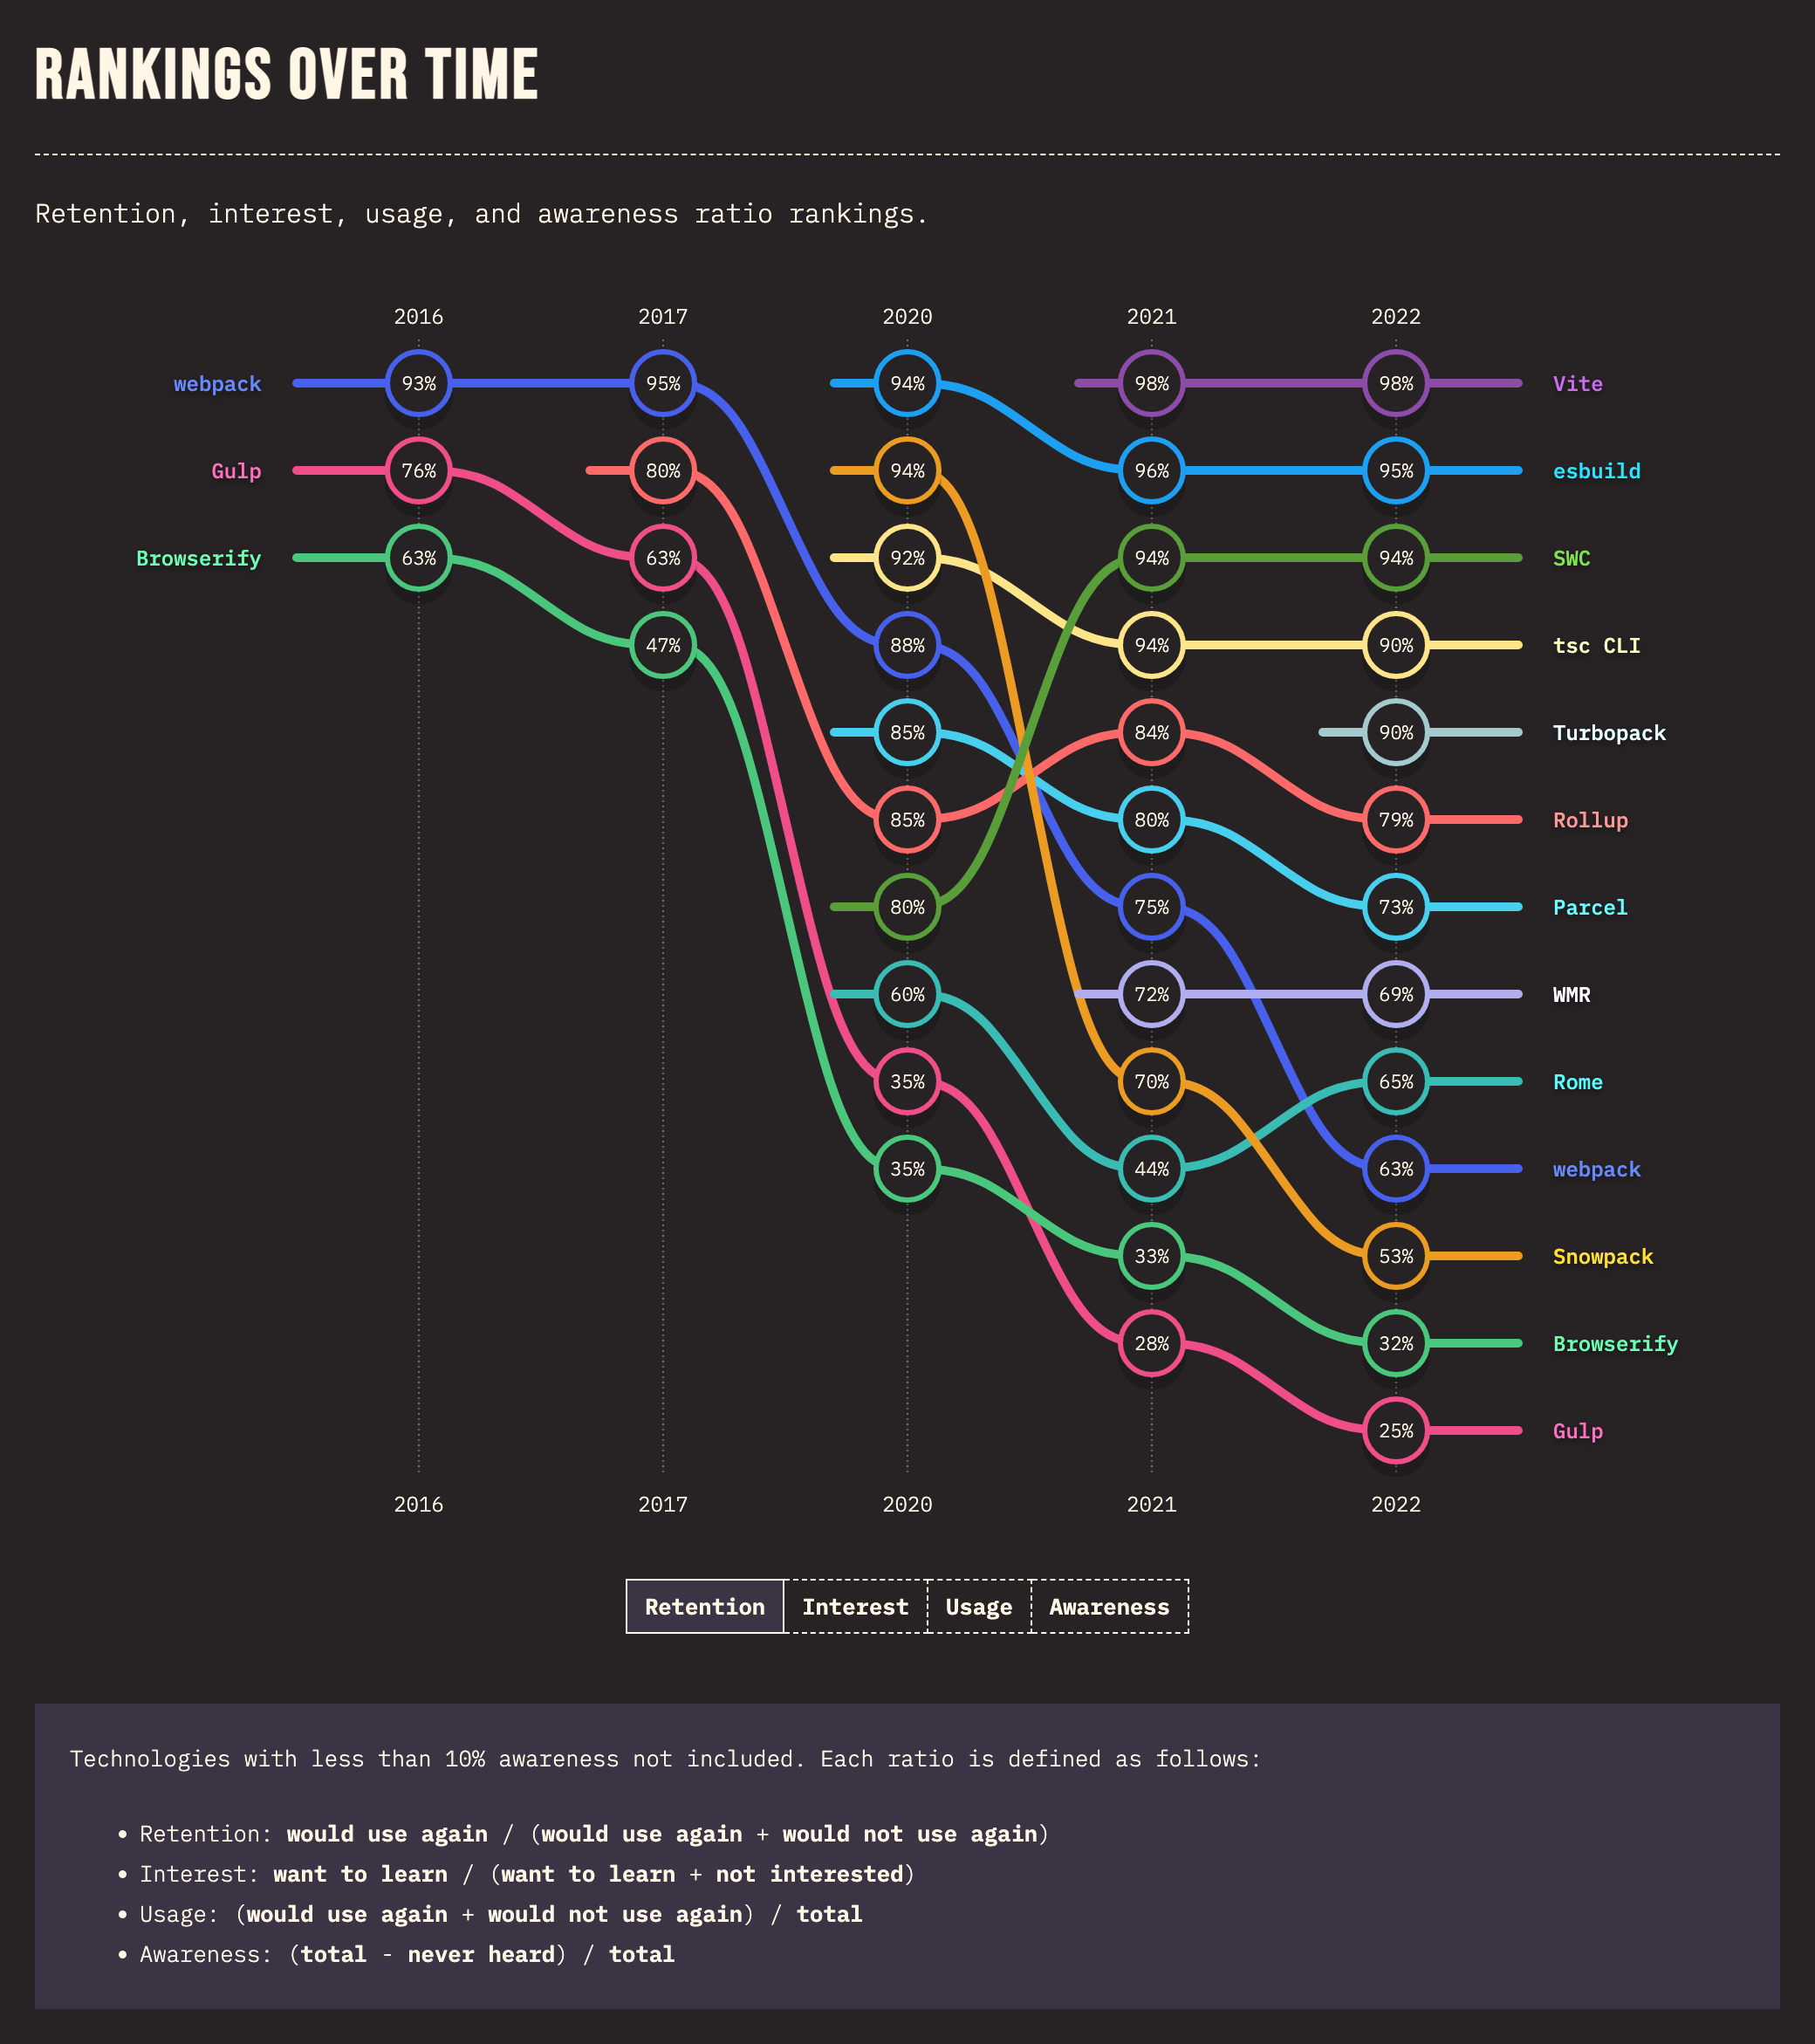 RANKINGS OVER TIME
Retention, interest, usage, and awareness ratio rankings.
2016 2017 2020 2021 2022
webpack 93% 95% 94% 98% 98% Vite
Gulp 76% 80% 94% 96% 95% esbuild
Browserify 63% 63% 92% 94% 94% SWC
47% 88% 94% 90% tsc CLI
85% 84% 90% Turbopack
85% 80% 79% Rollup
80% 75% 73% Parcel
60% 72% 69% WMR
35% 70% 65% Rome
35% 44% 63% webpack
33% 53% Snowpack
28% 32% Browserify
25% Gulp
2016 2017 2020 2021 2022
Retention Interest Usage Awareness
Technologies with less than 10% awareness not included. Each ratio is defined as follows:
• Retention: would use again / (would use again + would not use again)
• Interest: want to learn / (want to learn + not interested)
• Usage: (would use again + would not use again) / total
• Awareness: (total - never heard) / total